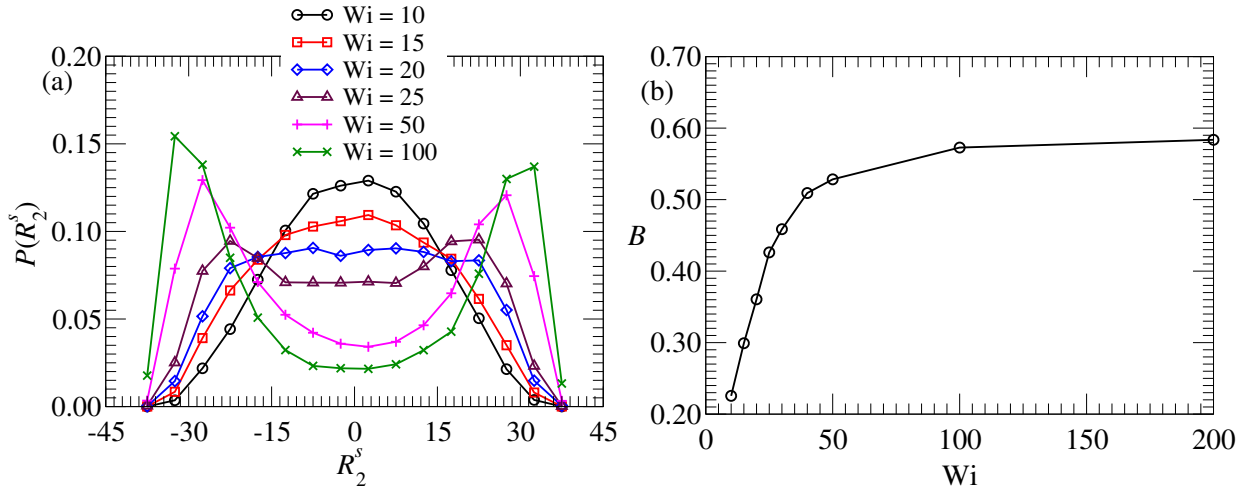 Wi = 10
Wi = 15
Wi = 20
Wi = 25
Wi = 50
Wi = 100
(a)
0.20
0.15
0.10
0.05
0.00
P(R₂ˢ)
-45 -30 -15 0 15 30 45
R₂ˢ
(b)
0.70
0.60
0.50
0.40
0.30
0.20
B
0 50 100 150 200
Wi